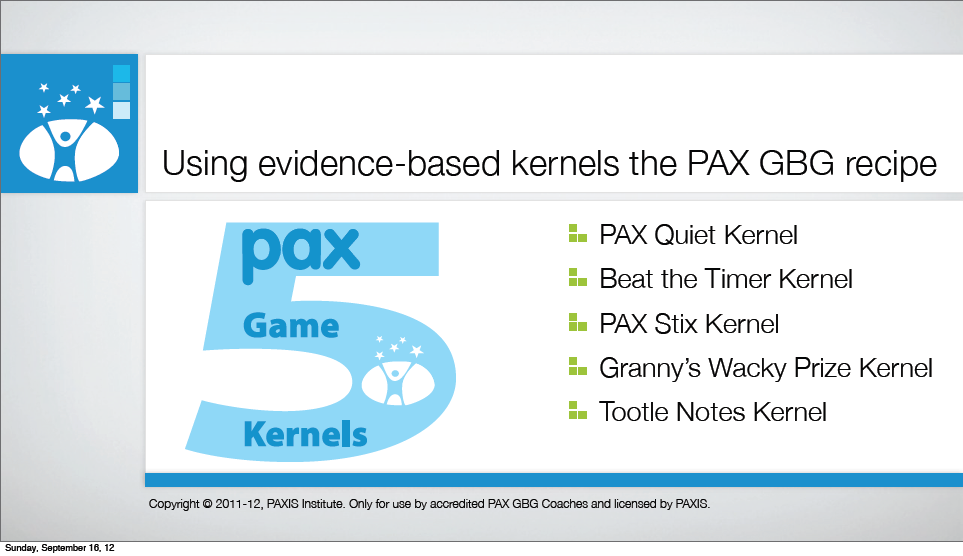 Using evidence-based kernels the PAX GBG recipe
pax
5
Game
Kernels
PAX Quiet Kernel
Beat the Timer Kernel
PAX Stix Kernel
Granny’s Wacky Prize Kernel
Tootle Notes Kernel
Copyright © 2011-12, PAXIS Institute. Only for use by accredited PAX GBG Coaches and licensed by PAXIS.
Sunday, September 16, 12